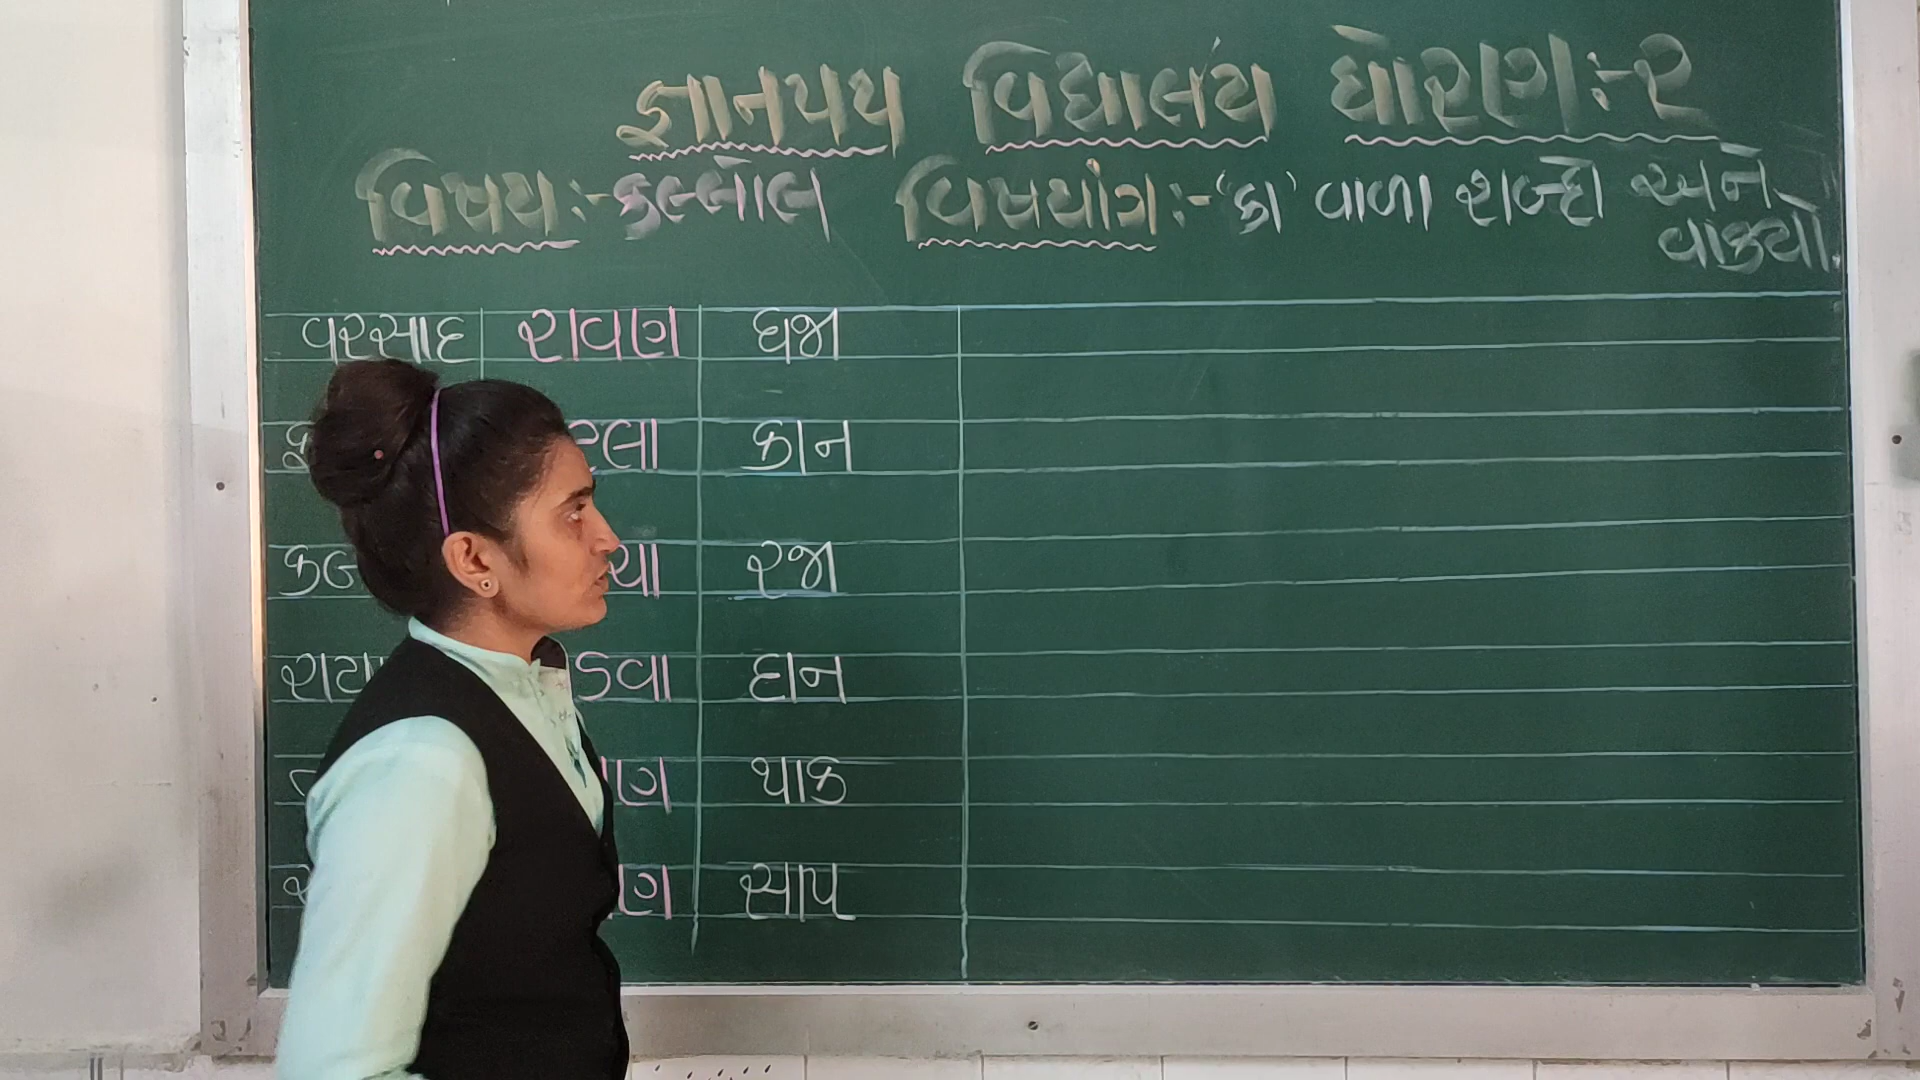 જ્ઞાનપથ વિદ્યાલય ધોરણ:-૨
વિષય:-કલ્લોલ વિષયાંગ:-'કા' વાળા શબ્દો અને
વાક્યો.
વરસાદ રાવણ ધજા
કાન
રજા
દાન
થાક
સાપ